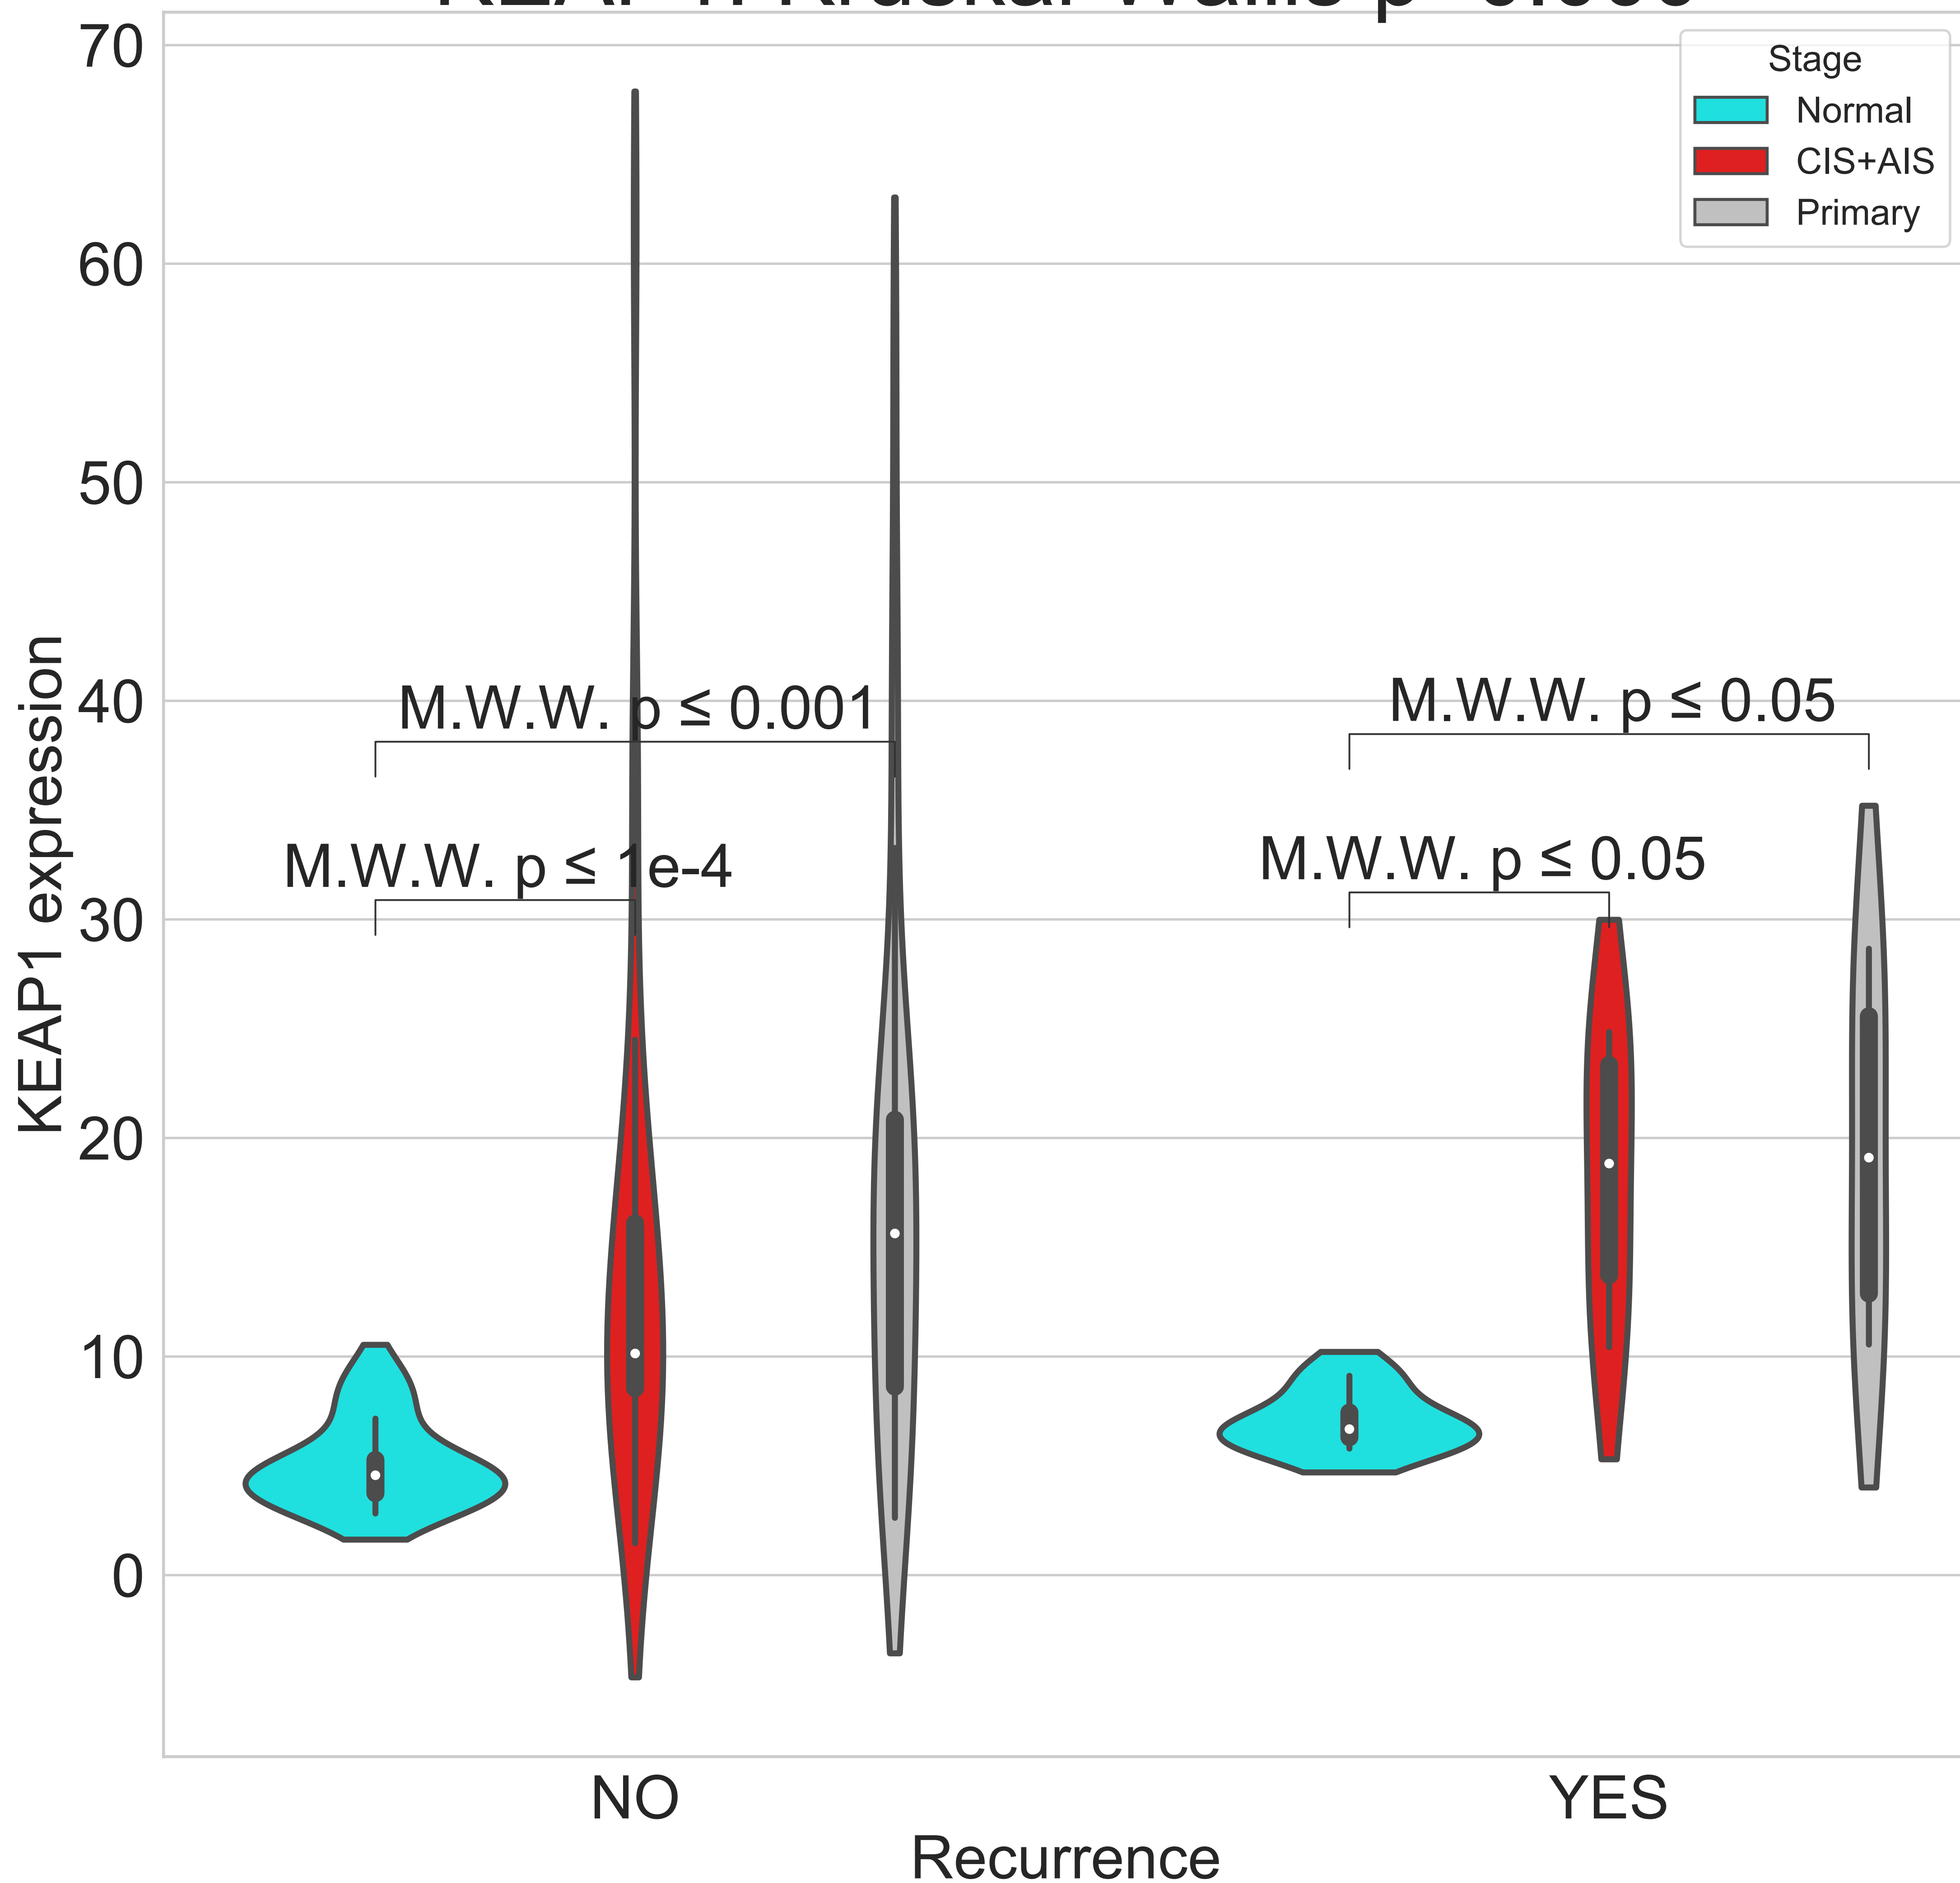 70
60
50
40
30
20
10
0
KEAP1 expression
Stage
Normal
CIS+AIS
Primary
M.W.W. p ≤ 0.001
M.W.W. p ≤ 1e-4
M.W.W. p ≤ 0.05
M.W.W. p ≤ 0.05
NO
YES
Recurrence